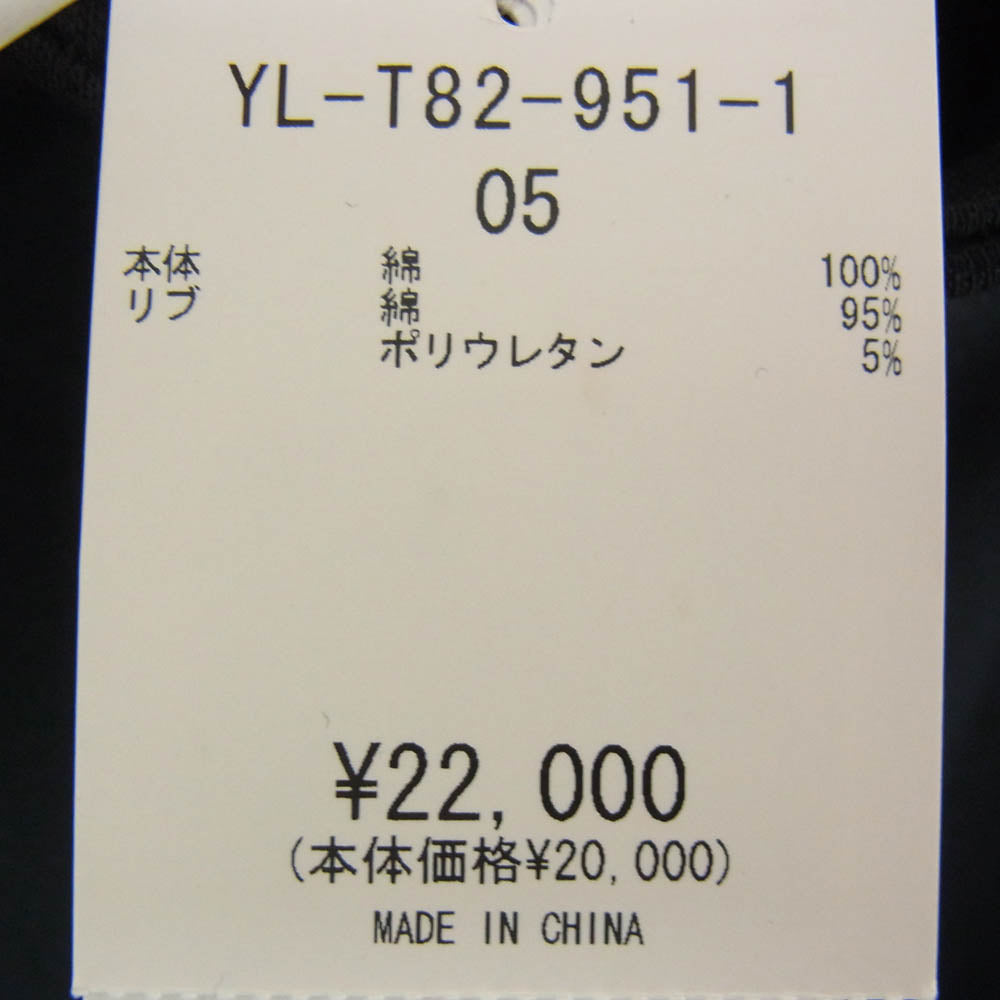 YL-T82-951-1
05
本体 綿 100%
リブ 綿 95%
ポリウレタン 5%
¥22,000
(本体価格¥20,000)
MADE IN CHINA